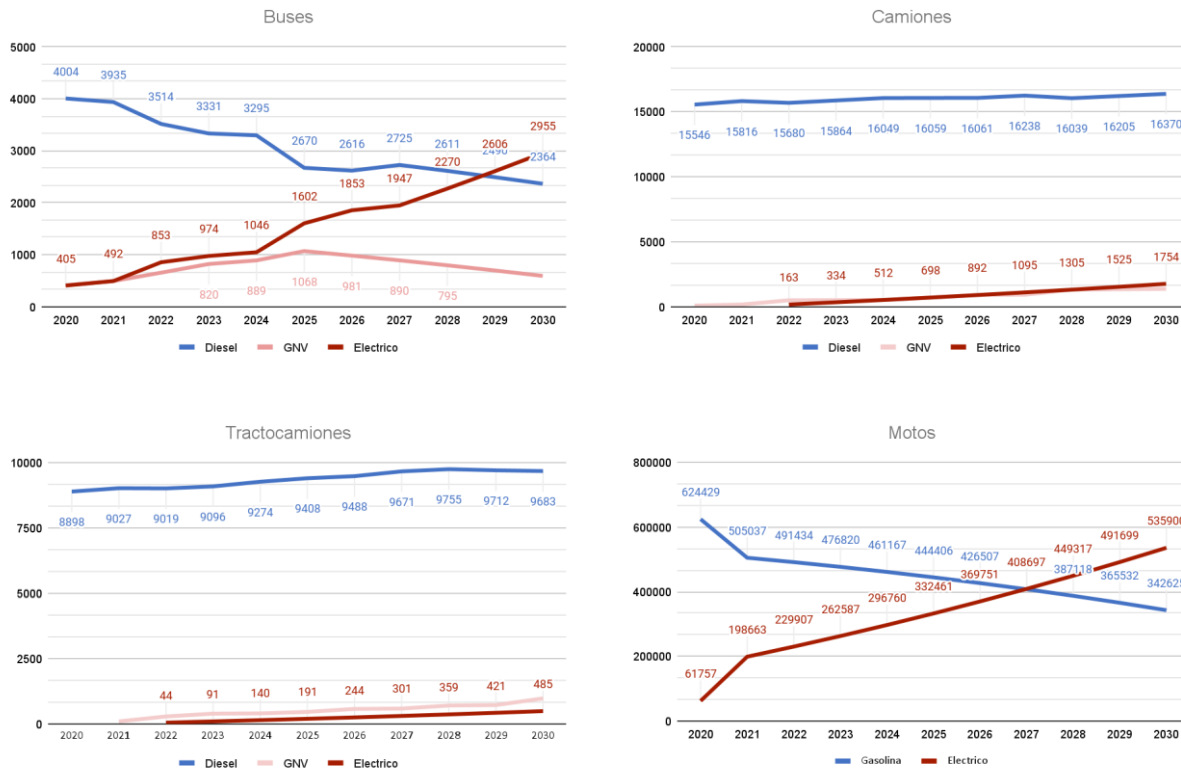 Buses
5000
4000
3000
2000
1000
0
4004 3935 3514 3331 3295 2670 2616 2725 2611 2490 2364
405 492 853 974 1046 1602 1853 1947 2270 2606 2955
820 889 1068 981 890 795
2020 2021 2022 2023 2024 2025 2026 2027 2028 2029 2030
Diesel GNV Electrico
Camiones
20000
15000
10000
5000
0
15546 15816 15680 15864 16049 16059 16061 16238 16039 16205 16370
163 334 512 698 892 1095 1305 1525 1754
2020 2021 2022 2023 2024 2025 2026 2027 2028 2029 2030
Diesel GNV Electrico
Tractocamiones
10000
7500
5000
2500
0
8898 9027 9019 9096 9274 9408 9488 9671 9755 9712 9683
44 91 140 191 244 301 359 421 485
2020 2021 2022 2023 2024 2025 2026 2027 2028 2029 2030
Diesel GNV Electrico
Motos
800000
600000
400000
200000
0
624429 505037 491434 476820 461167 444406 426507 387118 365532 342625
61757 198663 229907 262587 296760 332461 369751 408697 449317 491699 535900
2020 2021 2022 2023 2024 2025 2026 2027 2028 2029 2030
Gasolina Electrico